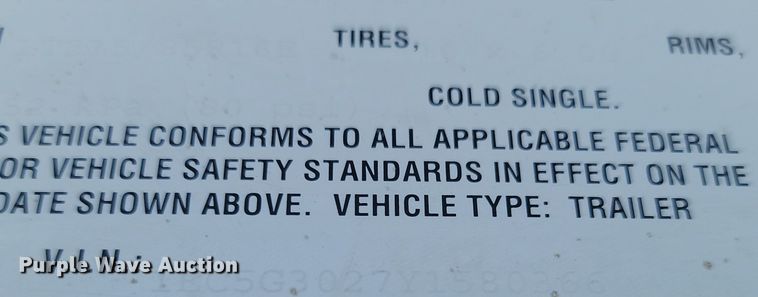 TIRES, RIMS,
COLD SINGLE.
S VEHICLE CONFORMS TO ALL APPLICABLE FEDERAL
OR VEHICLE SAFETY STANDARDS IN EFFECT ON THE
DATE SHOWN ABOVE. VEHICLE TYPE: TRAILER
V.I.N.:
Purple Wave Auction